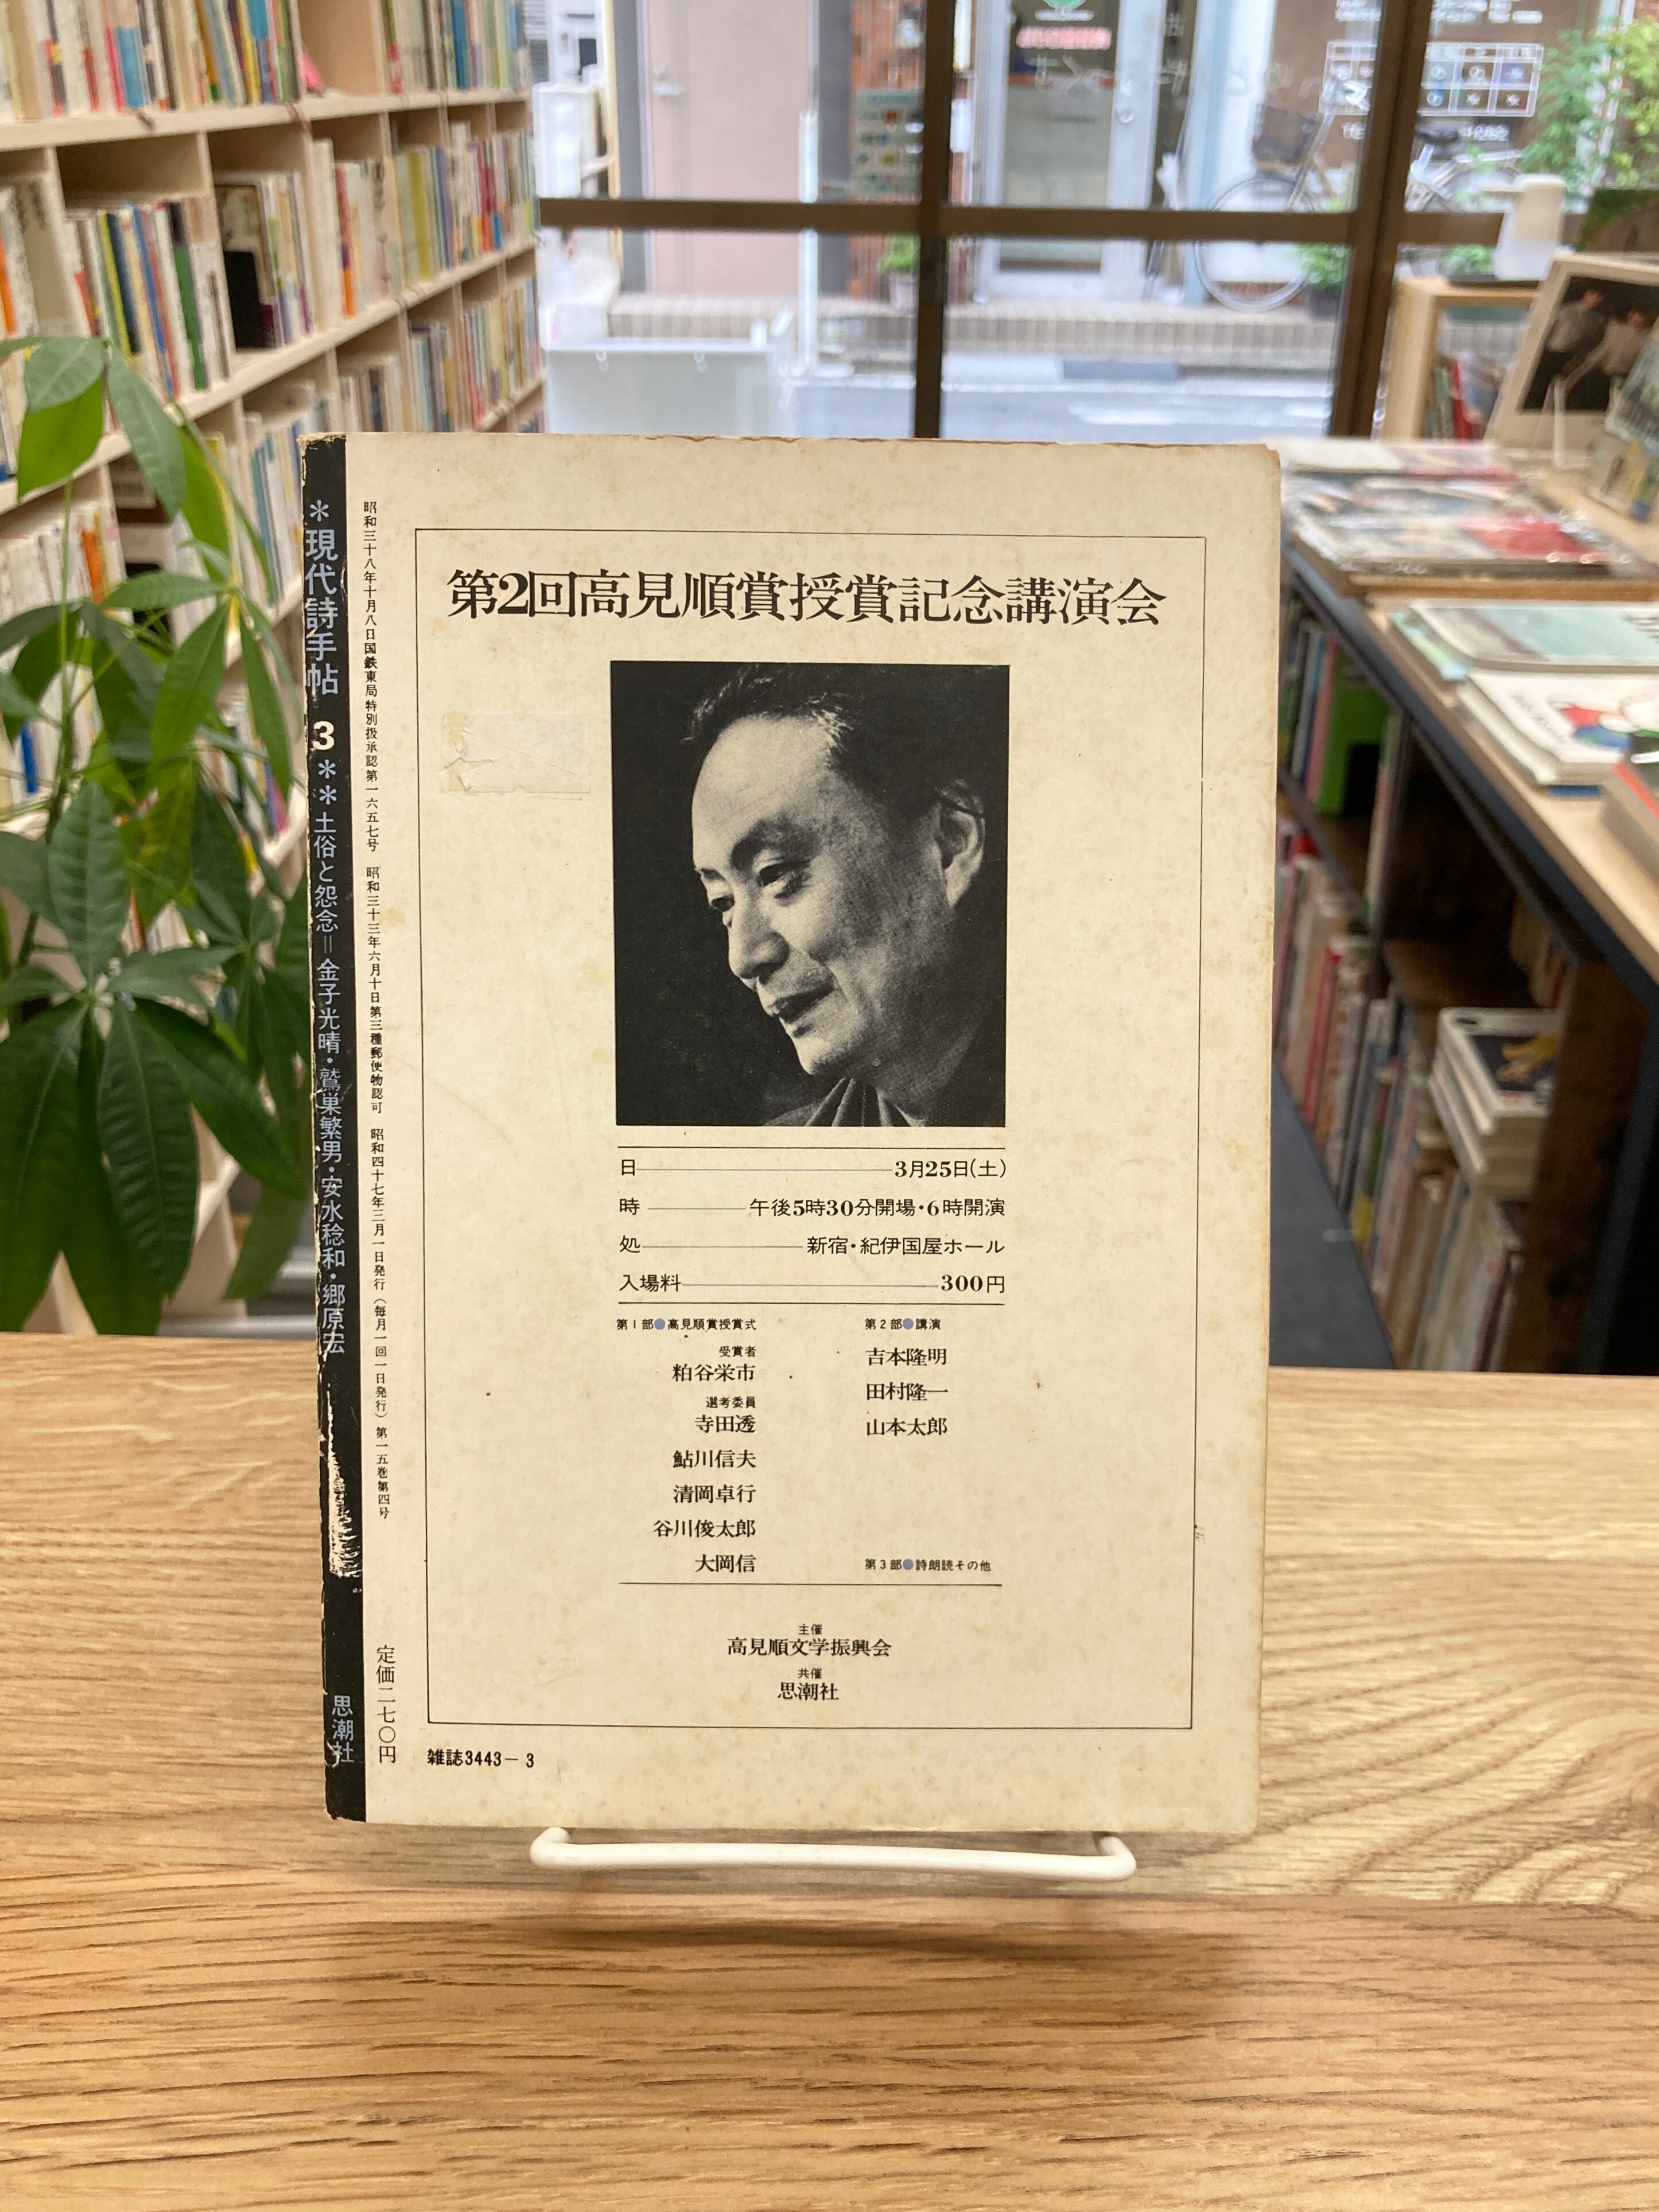 *現代詩手帖 3 **土俗と怨念=金子光晴・鷲巣繁男・安水稔和・郷原宏
思潮社
昭和三十八年十月八日国鉄東局特別扱承認第一六五七号 昭和三十三年六月十日第三種郵便物認可 昭和四十七年三月一日発行(毎月一回一日発行)第一五巻第四号
定価二七〇円
第2回高見順賞授賞記念講演会
日 3月25日(土)
時 午後5時30分開場・6時開演
処 新宿・紀伊国屋ホール
入場料 300円
第1部●高見順賞授賞式
受賞者
粕谷栄市
選考委員
寺田透
鮎川信夫
清岡卓行
谷川俊太郎
大岡信
第2部●講演
吉本隆明
田村隆一
山本太郎
第3部●詩朗読その他
主催
高見順文学振興会
共催
思潮社
雑誌3443-3